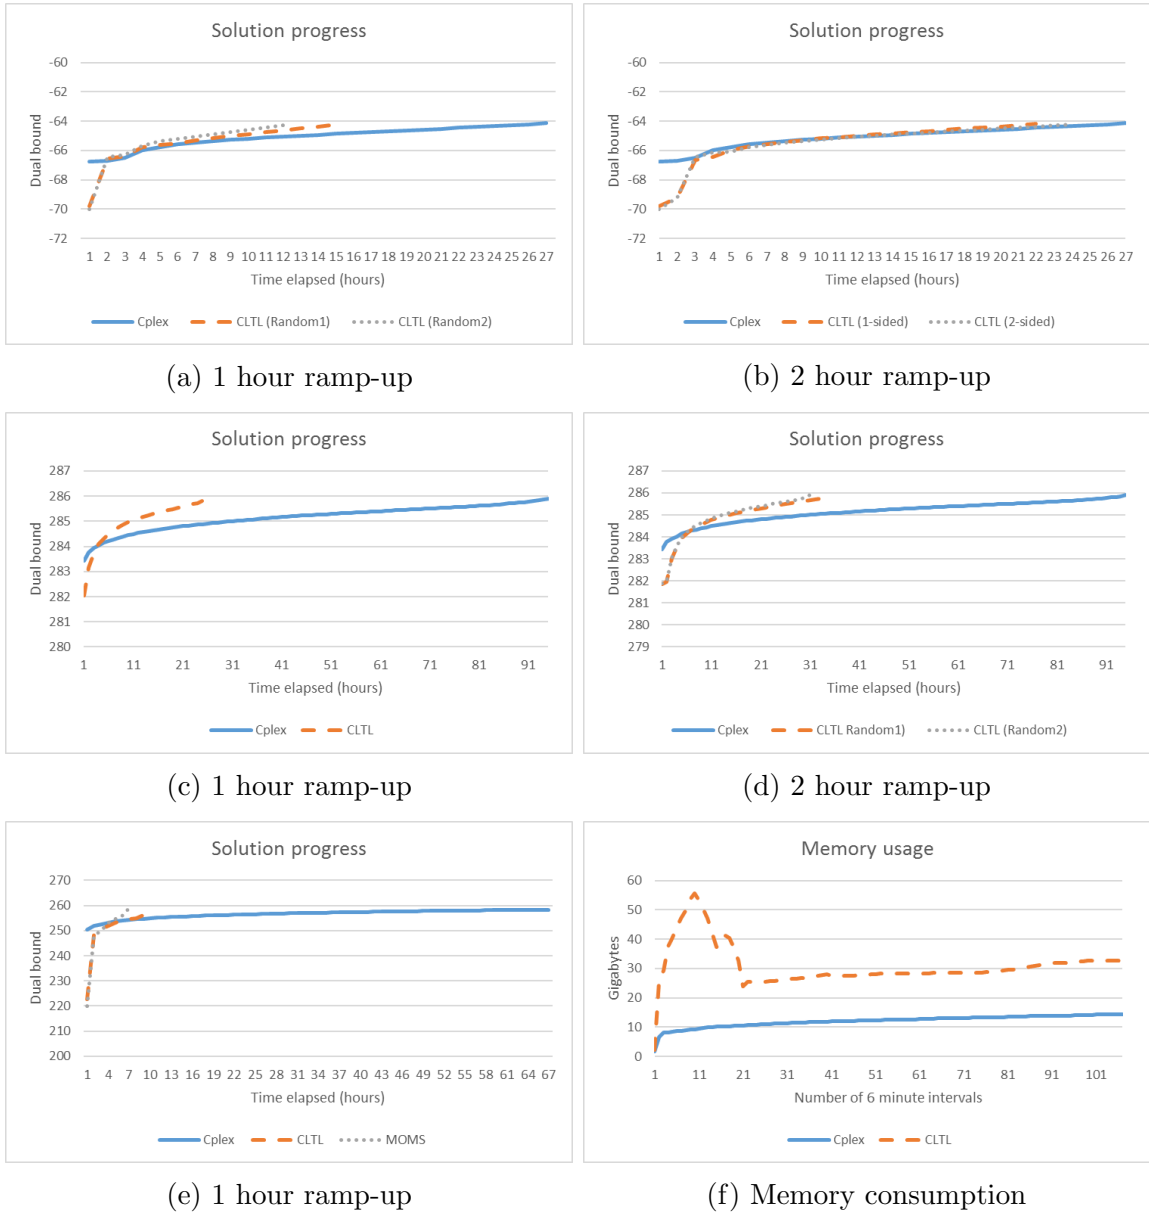 Solution progress
-60
-62
-64
-66
-68
-70
-72
Dual bound
1 2 3 4 5 6 7 8 9 10 11 12 13 14 15 16 17 18 19 20 21 22 23 24 25 26 27
Time elapsed (hours)
Cplex CLTL (Random1) CLTL (Random2)
(a) 1 hour ramp-up
Solution progress
-60
-62
-64
-66
-68
-70
-72
Dual bound
1 2 3 4 5 6 7 8 9 10 11 12 13 14 15 16 17 18 19 20 21 22 23 24 25 26 27
Time elapsed (hours)
Cplex CLTL (1-sided) CLTL (2-sided)
(b) 2 hour ramp-up
Solution progress
287
286
285
284
283
282
281
280
Dual bound
1 11 21 31 41 51 61 71 81 91
Time elapsed (hours)
Cplex CLTL
(c) 1 hour ramp-up
Solution progress
287
286
285
284
283
282
281
280
279
Dual bound
1 11 21 31 41 51 61 71 81 91
Time elapsed (hours)
Cplex CLTL Random1) CLTL (Random2)
(d) 2 hour ramp-up
Solution progress
270
260
250
240
230
220
210
200
Dual bound
1 4 7 10 13 16 19 22 25 28 31 34 37 40 43 46 49 52 55 58 61 64 67
Time elapsed (hours)
Cplex CLTL MOMS
(e) 1 hour ramp-up
Memory usage
60
50
40
30
20
10
0
Gigabytes
1 11 21 31 41 51 61 71 81 91 101
Number of 6 minute intervals
Cplex CLTL
(f) Memory consumption